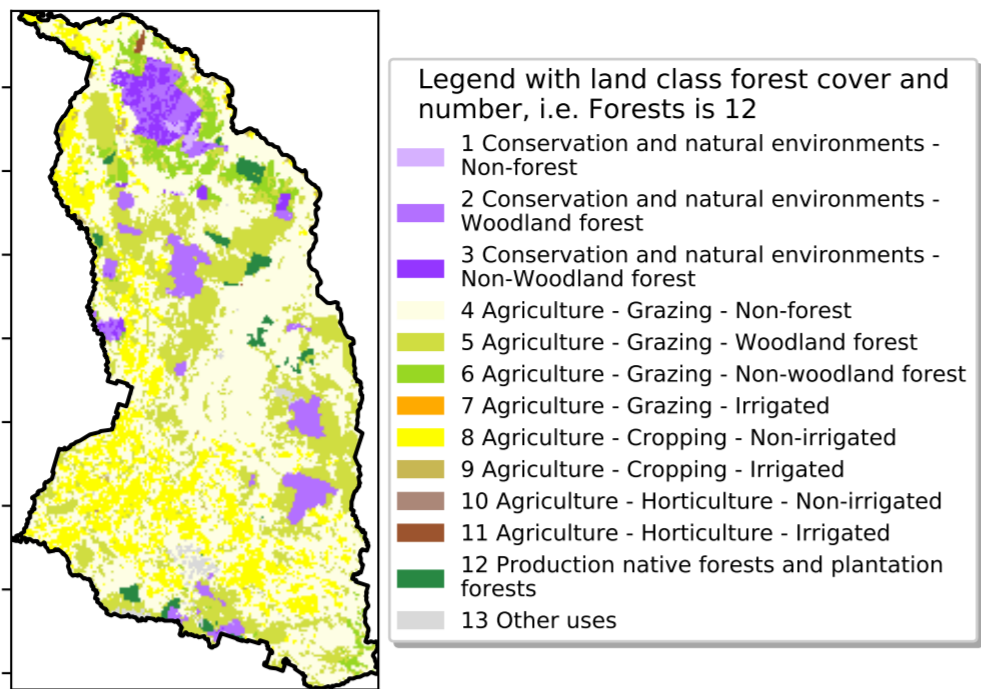 Legend with land class forest cover and
number, i.e. Forests is 12
1 Conservation and natural environments -
Non-forest
2 Conservation and natural environments -
Woodland forest
3 Conservation and natural environments -
Non-Woodland forest
4 Agriculture - Grazing - Non-forest
5 Agriculture - Grazing - Woodland forest
6 Agriculture - Grazing - Non-woodland forest
7 Agriculture - Grazing - Irrigated
8 Agriculture - Cropping - Non-irrigated
9 Agriculture - Cropping - Irrigated
10 Agriculture - Horticulture - Non-irrigated
11 Agriculture - Horticulture - Irrigated
12 Production native forests and plantation
forests
13 Other uses